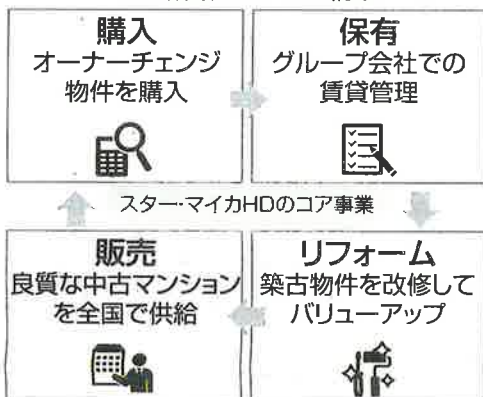 購入
オーナーチェンジ
物件を購入
保有
グループ会社での
賃貸管理
スター・マイカHDのコア事業
販売
良質な中古マンション
を全国で供給
リフォーム
築古物件を改修して
バリューアップ